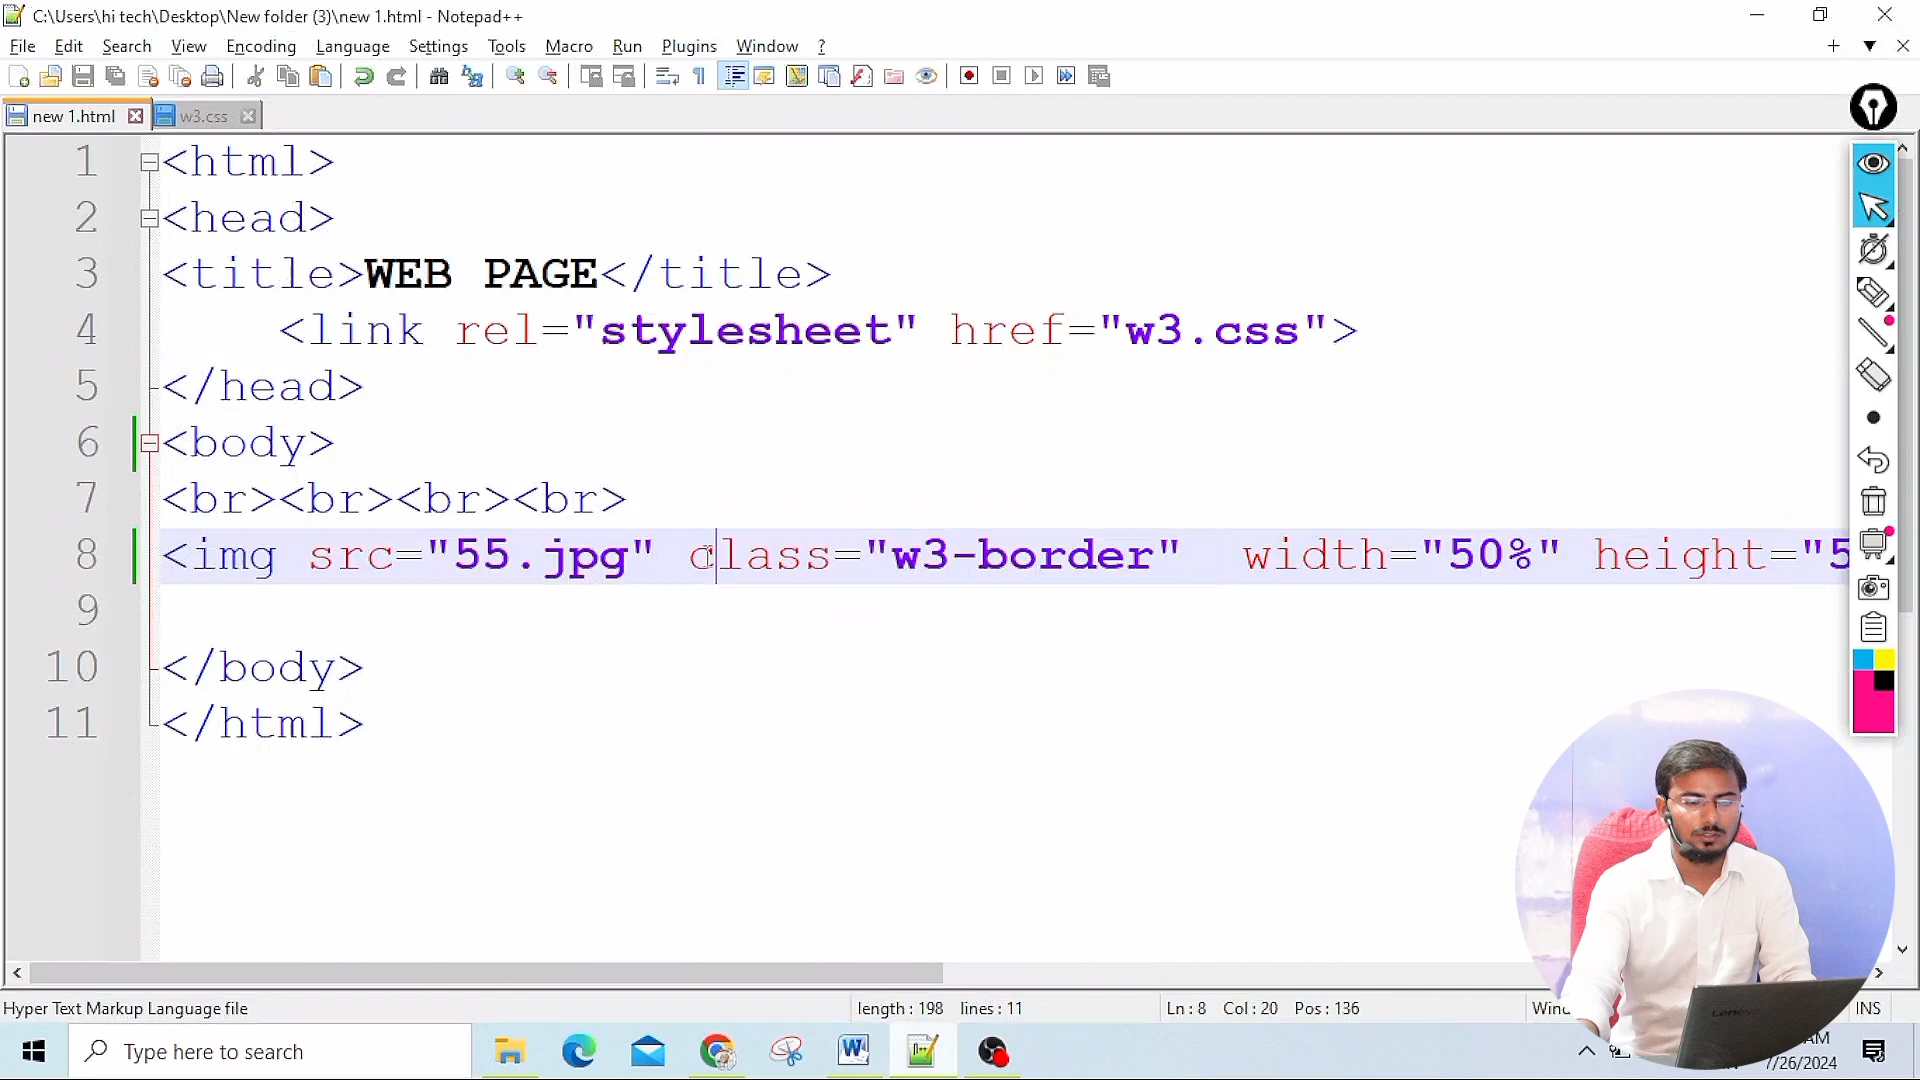 C:\Users\hi tech\Desktop\New folder (3)\new 1.html - Notepad++
File Edit Search View Encoding Language Settings Tools Macro Run Plugins Window ?
new 1.html w3.css
1 <html>
2 <head>
3 <title>WEB PAGE</title>
4 <link rel="stylesheet" href="w3.css">
5 </head>
6 <body>
7 <br><br><br><br>
8 <img src="55.jpg" class="w3-border" width="50%" height="5
9
10 </body>
11 </html>
Hyper Text Markup Language file length : 198 lines : 11 Ln : 8 Col : 20 Pos : 136 Wind INS
Type here to search
AM
7/26/2024
Lenovo